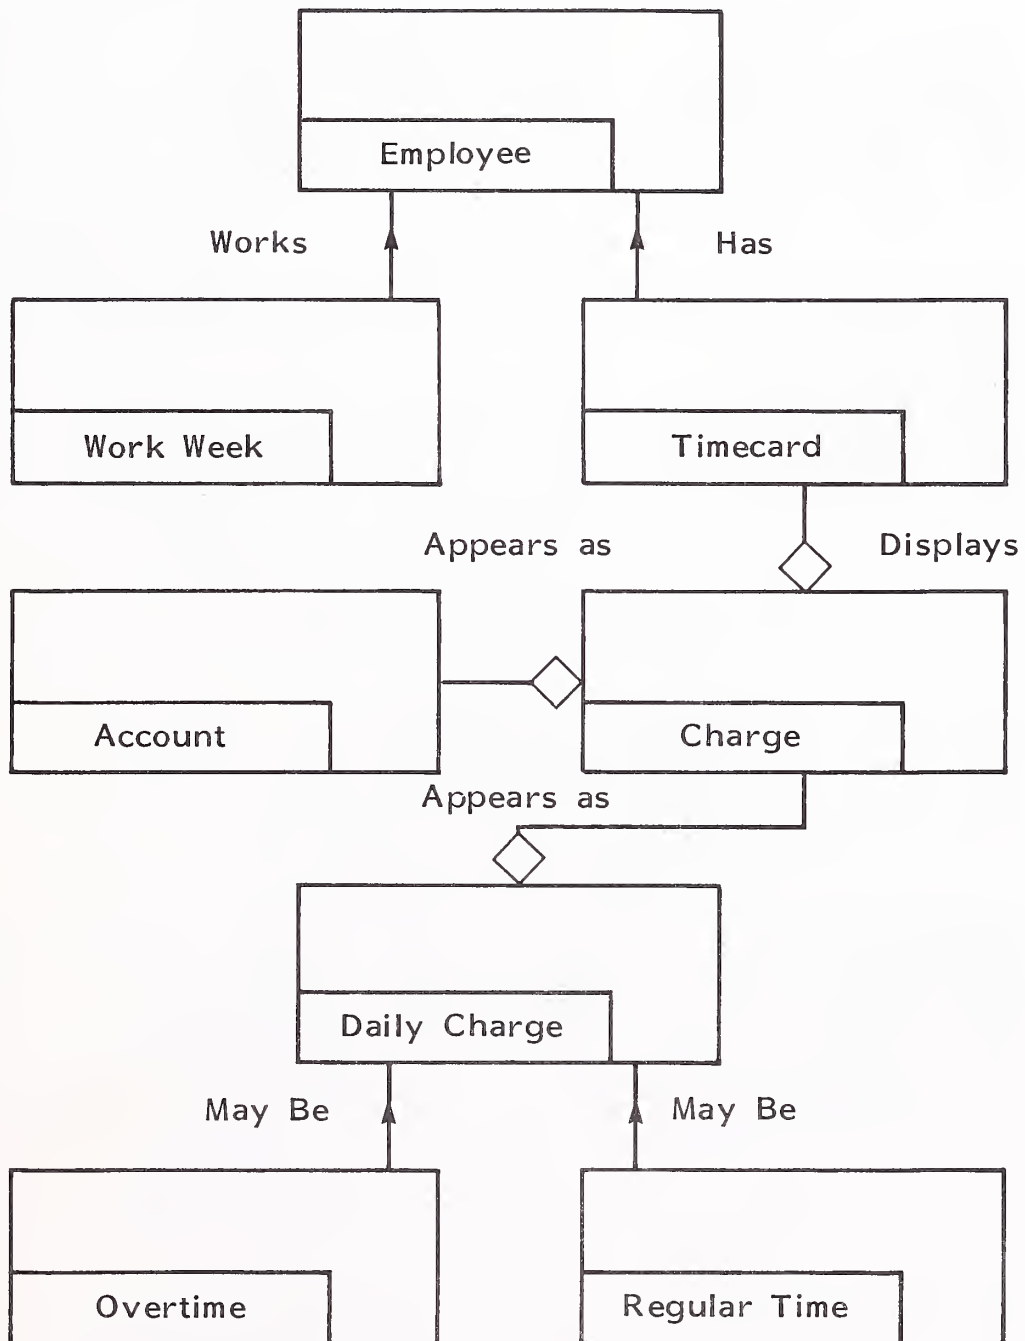 Employee
Works
Has
Work Week
Timecard
Appears as
Displays
Account
Charge
Appears as
Daily Charge
May Be
May Be
Overtime
Regular Time